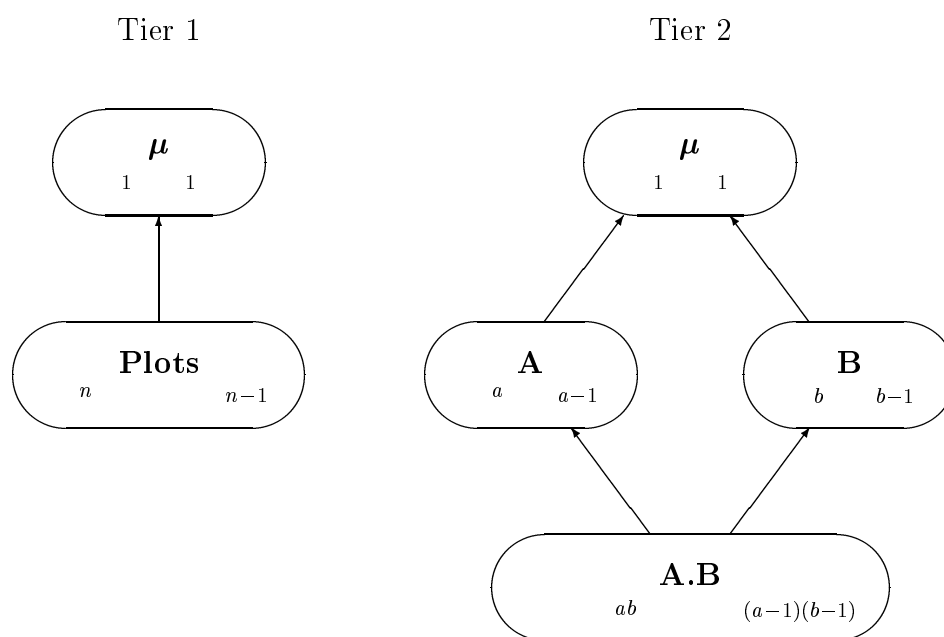 Tier 1 Tier 2
μ μ
1 1 1 1
Plots A B
n n−1 a a−1 b b−1
A.B
ab (a−1)(b−1)